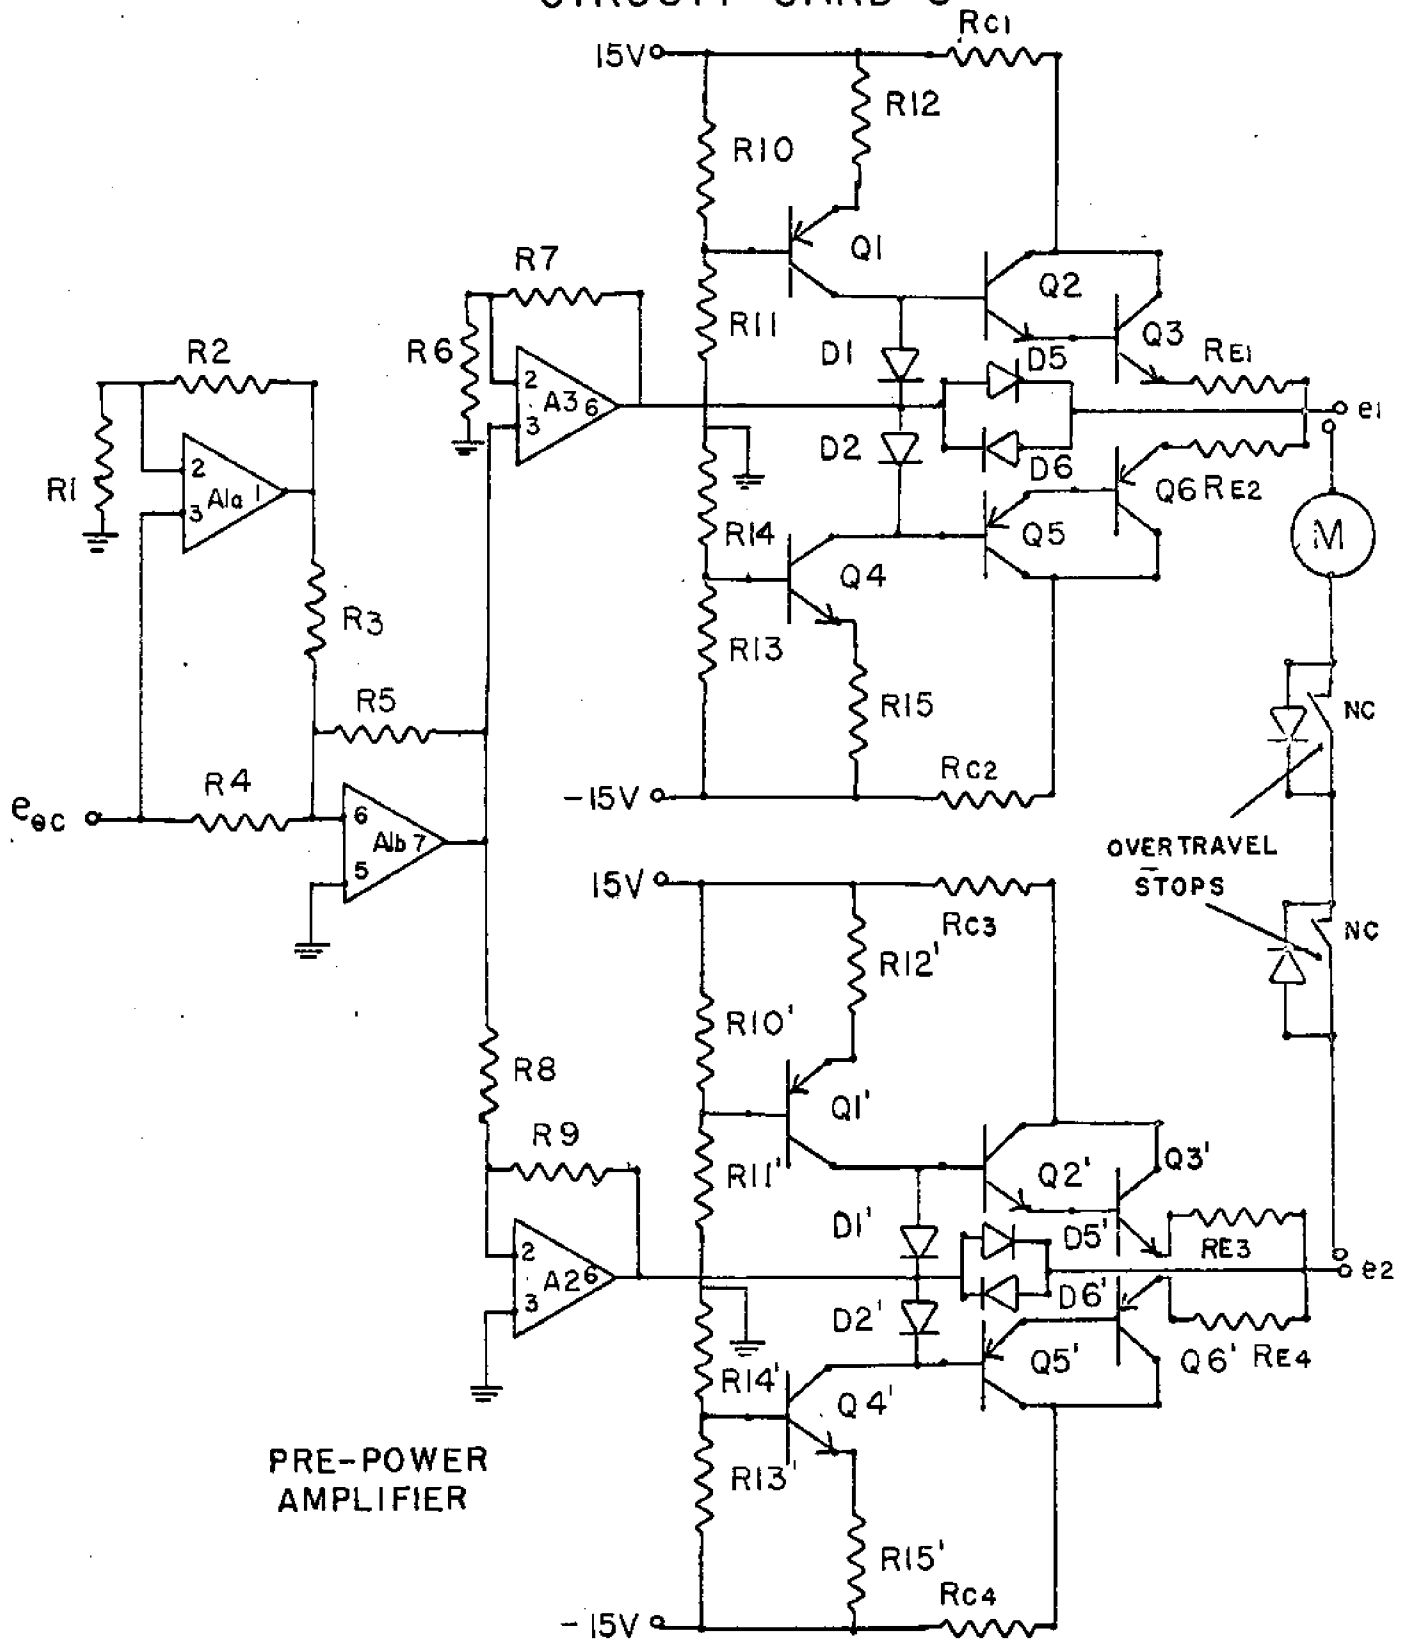 RC1
15V
R12
R10
Q1
R7
Q2
R11
Q3
R2
R6
D1
D5
RE1
2
A3 6
3
e1
D2
D6
R1
2
A1a 1
3
Q6 RE2
R14
Q5
M
Q4
R3
R13
R5
R15
NC
RC2
R4
-15V
eθc
6
A1b 7
5
OVERTRAVEL
STOPS
15V
RC3
NC
R12'
R10'
R8
Q1'
R9
R11'
Q2'
Q3'
D1'
D5'
RE3
2
A2 6
3
D6'
e2
D2'
R14'
Q5'
Q6' RE4
Q4'
PRE-POWER
AMPLIFIER
R13'
R15'
RC4
-15V